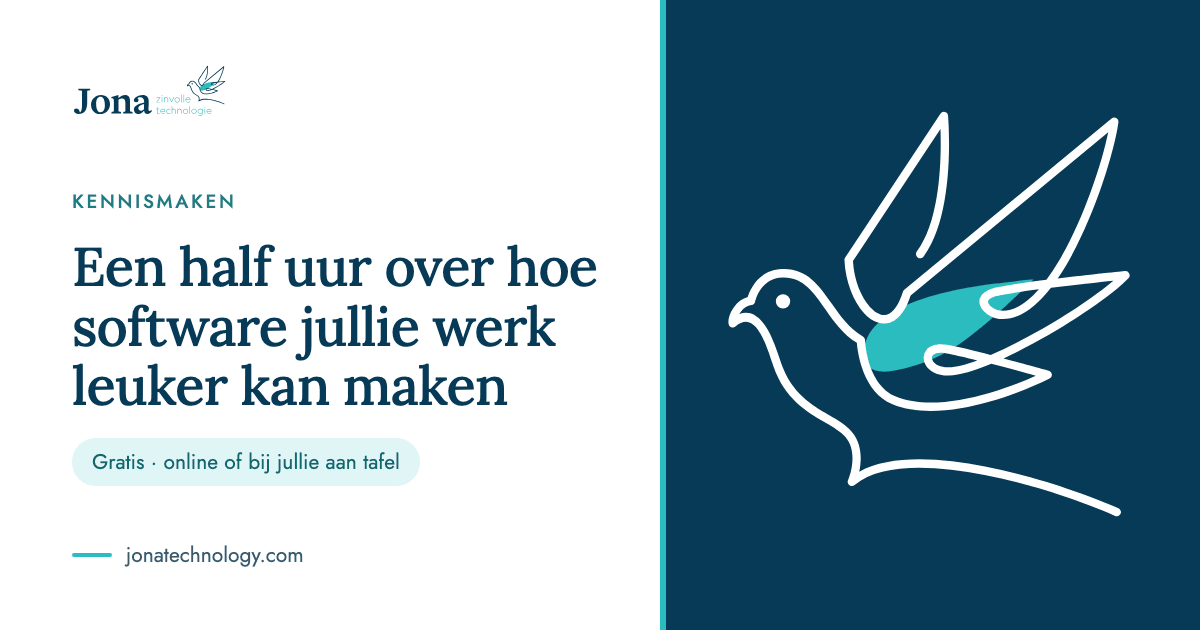 Jona
zinvolle
technologie
KENNISMAKEN
Een half uur over hoe
software jullie werk
leuker kan maken
Gratis · online of bij jullie aan tafel
jonatechnology.com